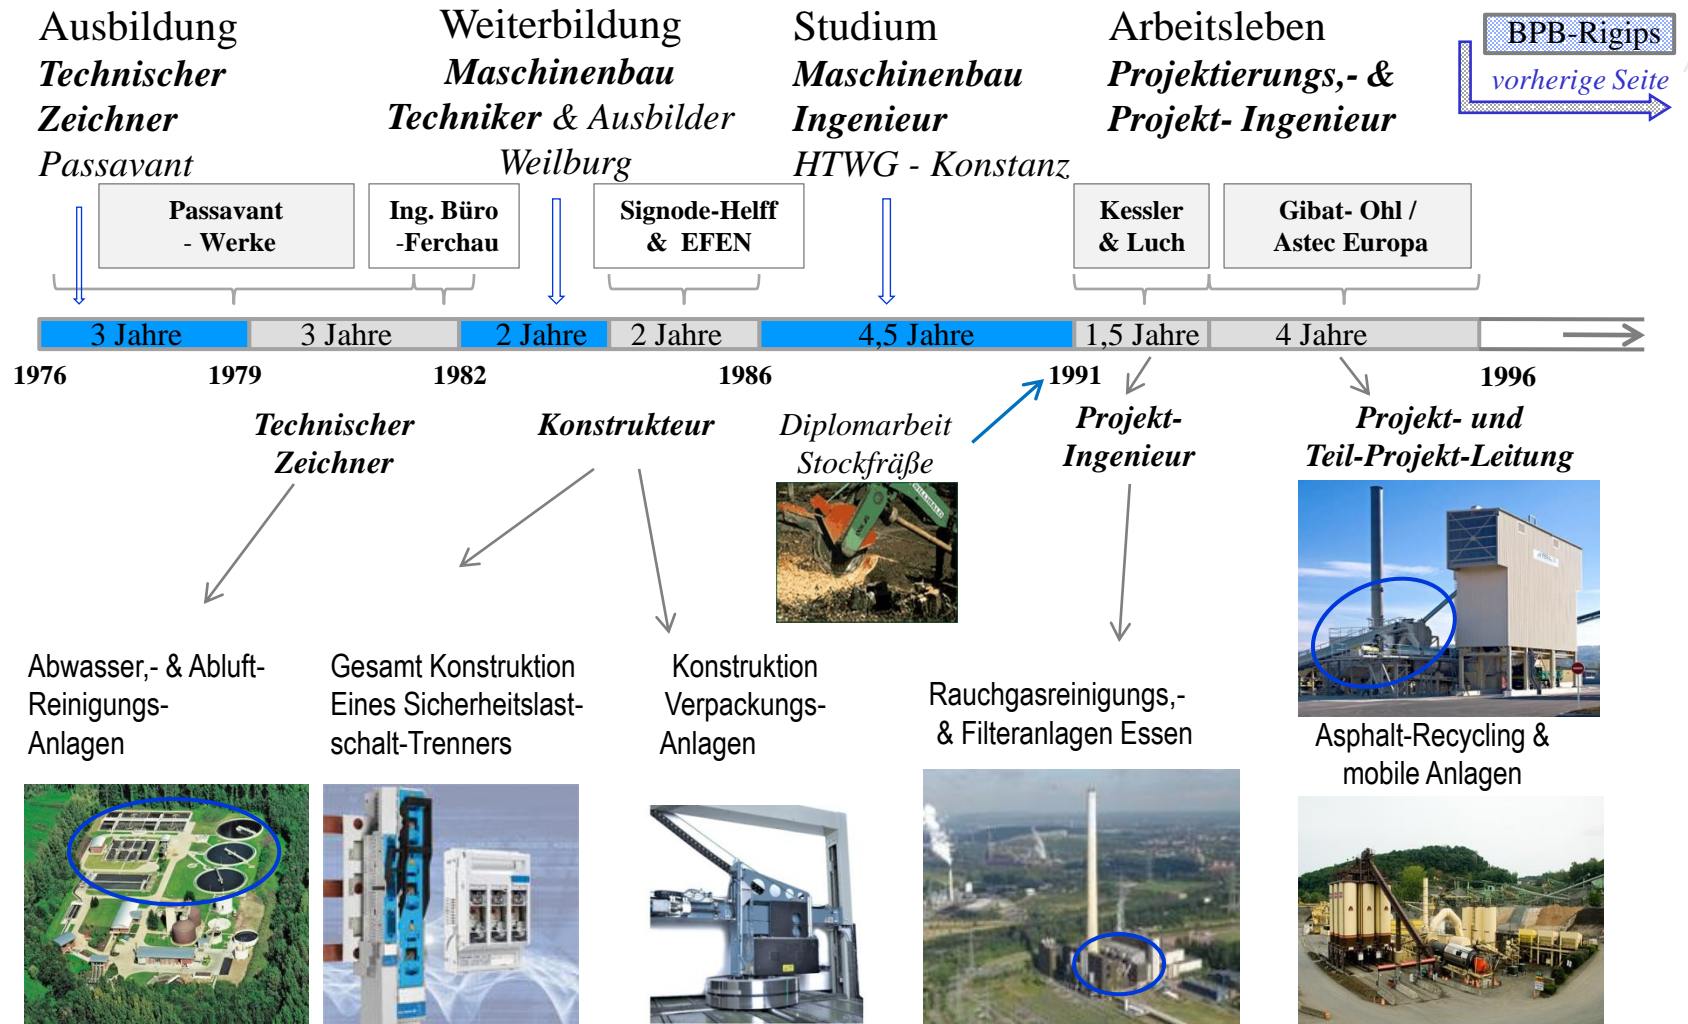 Ausbildung
Technischer
Zeichner
Passavant
Weiterbildung
Maschinenbau
Techniker & Ausbilder
Weilburg
Studium
Maschinenbau
Ingenieur
HTWG - Konstanz
Arbeitsleben
Projektierungs,- &
Projekt- Ingenieur
BPB-Rigips
vorherige Seite
Passavant
- Werke
Ing. Büro
-Ferchau
Signode-Helff
& EFEN
Kessler
& Luch
Gibat- Ohl /
Astec Europa
3 Jahre
3 Jahre
2 Jahre
2 Jahre
4,5 Jahre
1,5 Jahre
4 Jahre
1976
1979
1982
1986
1991
1996
Technischer
Zeichner
Konstrukteur
Diplomarbeit
Stockfräße
Projekt-
Ingenieur
Projekt- und
Teil-Projekt-Leitung
Abwasser,- & Abluft-
Reinigungs-
Anlagen
Gesamt Konstruktion
Eines Sicherheitslast-
schalt-Trenners
Konstruktion
Verpackungs-
Anlagen
Rauchgasreinigungs,-
& Filteranlagen Essen
Asphalt-Recycling &
mobile Anlagen